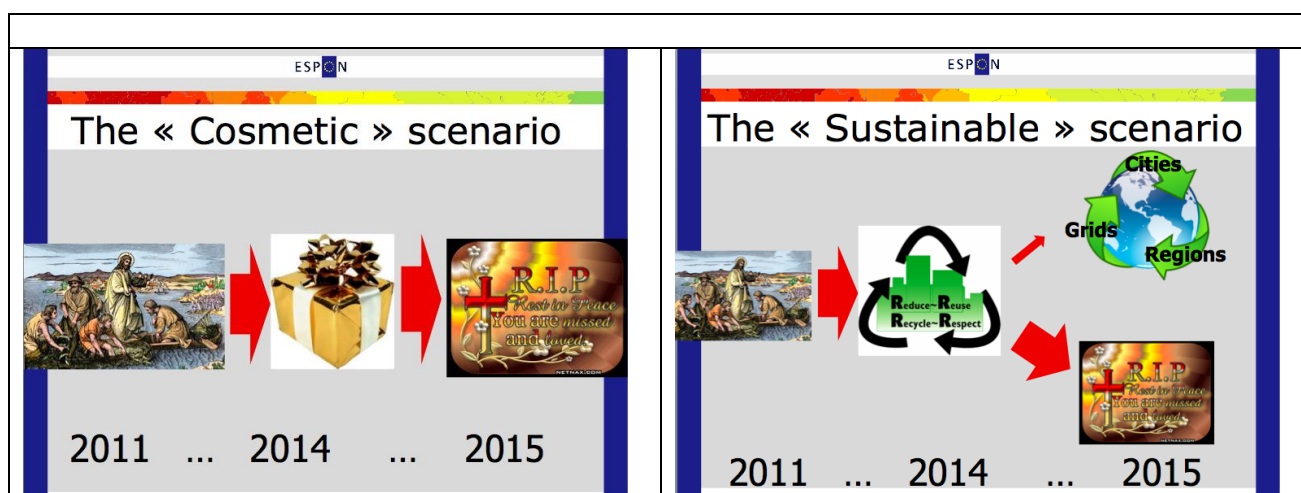 ESPON
The « Cosmetic » scenario
R.I.P
Rest in Peace
You are missed
and loved.
NETNAX.COM
2011 ... 2014 ... 2015
ESPON
The « Sustainable » scenario
Cities
Grids
Regions
Reduce~Reuse
Recycle~Respect
R.I.P
Rest in Peace
You are missed
and loved.
NETNAX.COM
2011 ... 2014 ... 2015